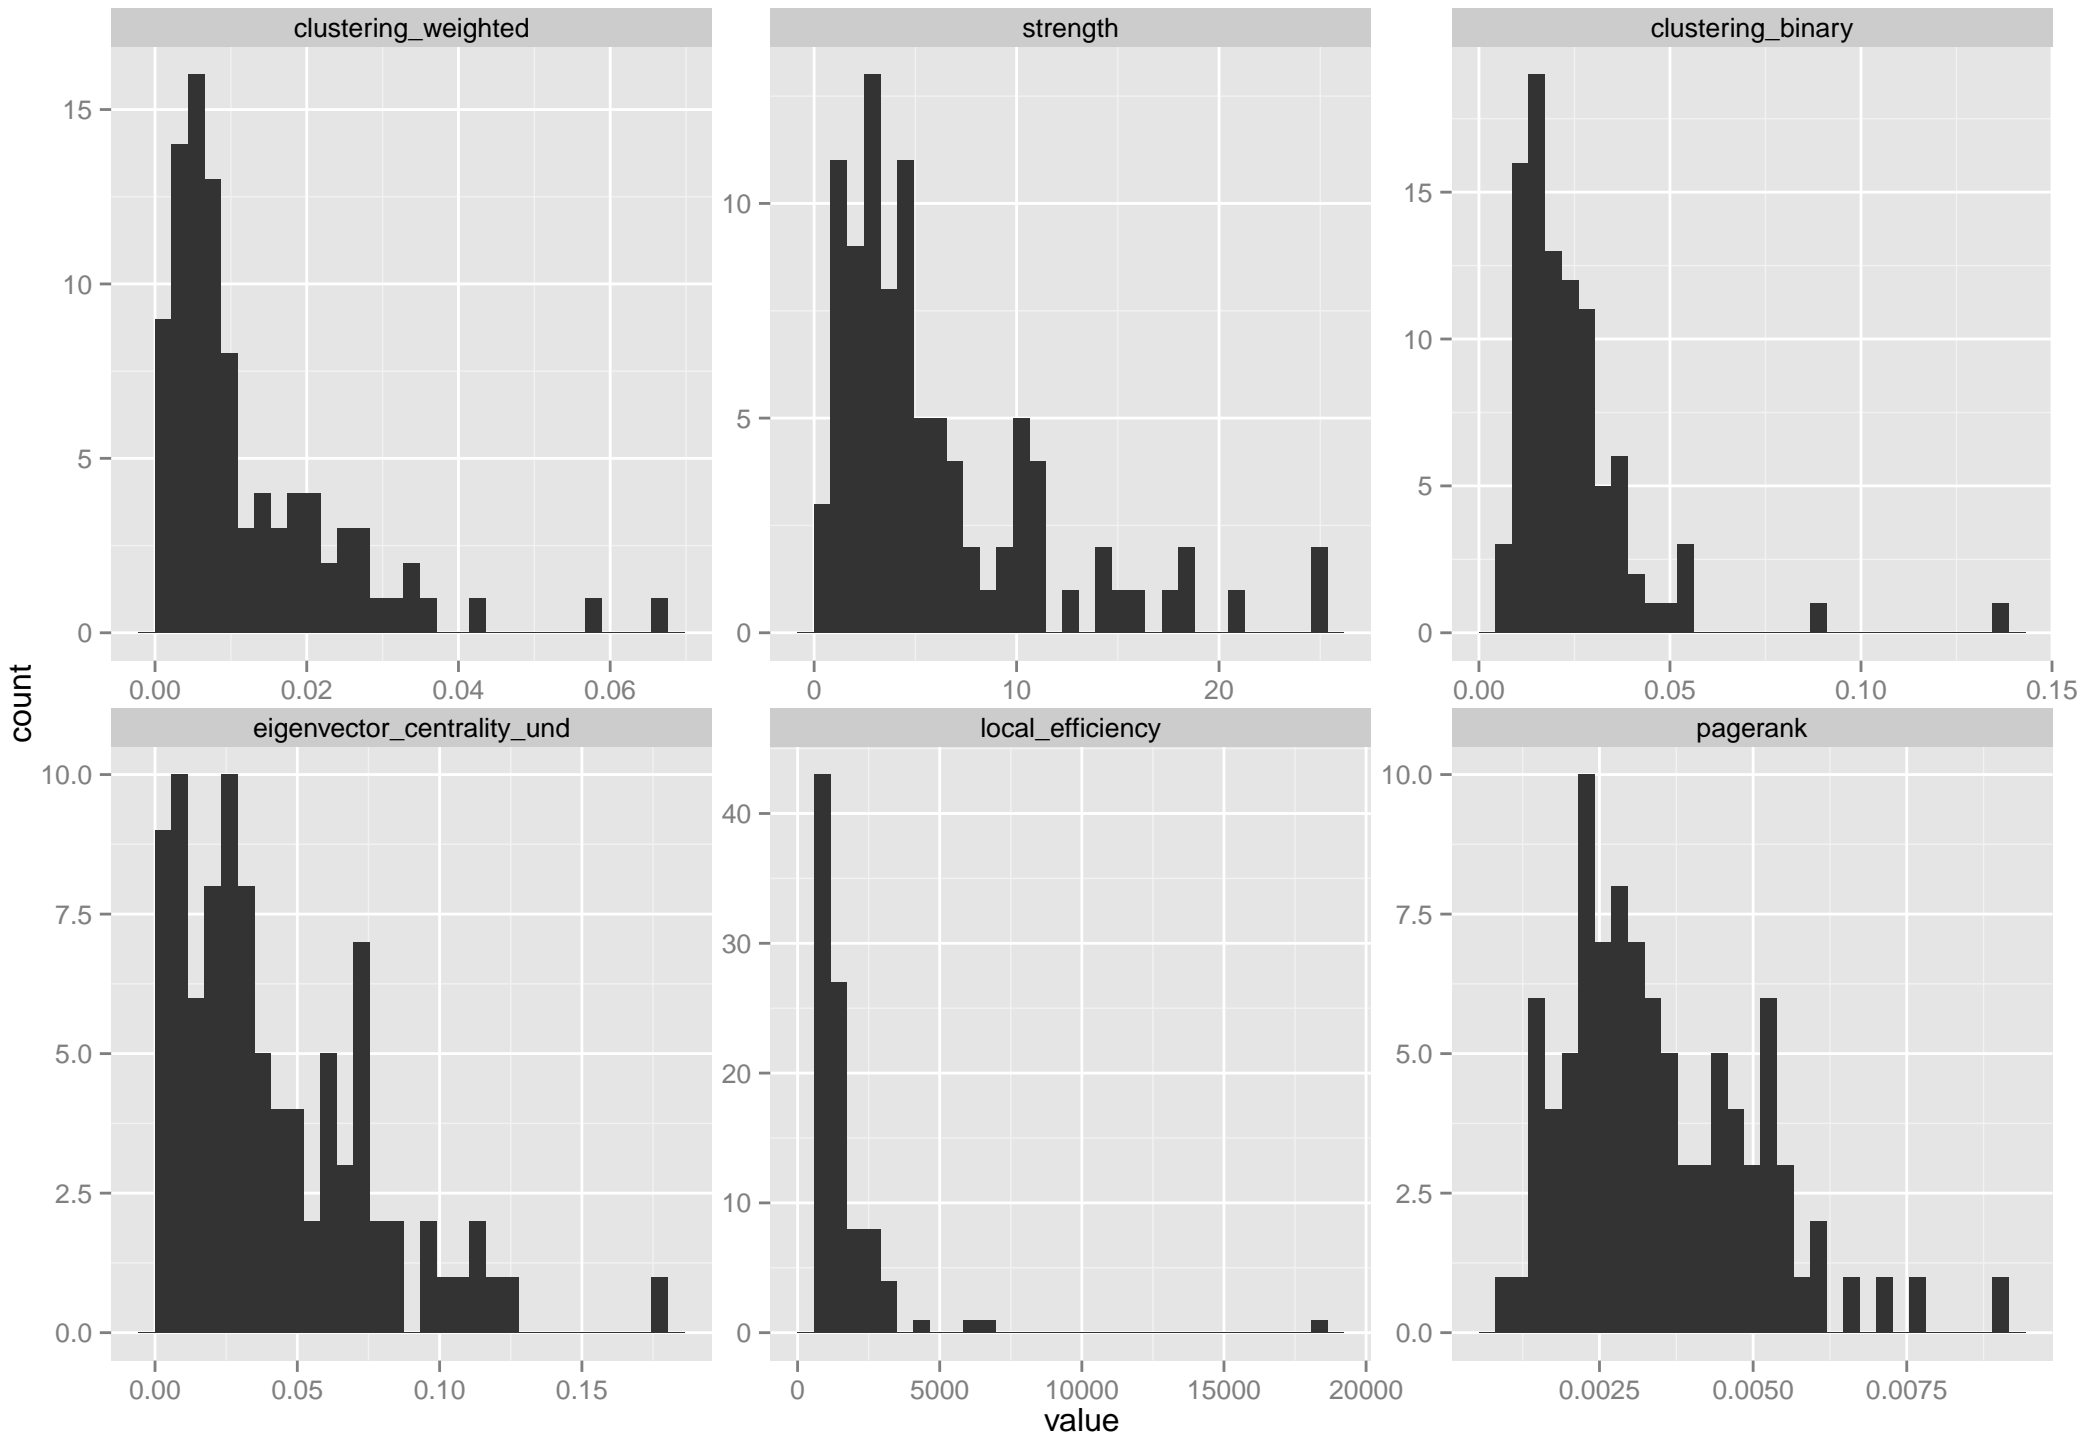 clustering_weighted
strength
clustering_binary
15
10
5
0
10
5
0
15
10
5
0
0.00 0.02 0.04 0.06
0 10 20
0.00 0.05 0.10 0.15
count
eigenvector_centrality_und
local_efficiency
pagerank
10.0
7.5
5.0
2.5
0.0
40
30
20
10
0
10.0
7.5
5.0
2.5
0.0
0.00 0.05 0.10 0.15
0 5000 10000 15000 20000
0.0025 0.0050 0.0075
value